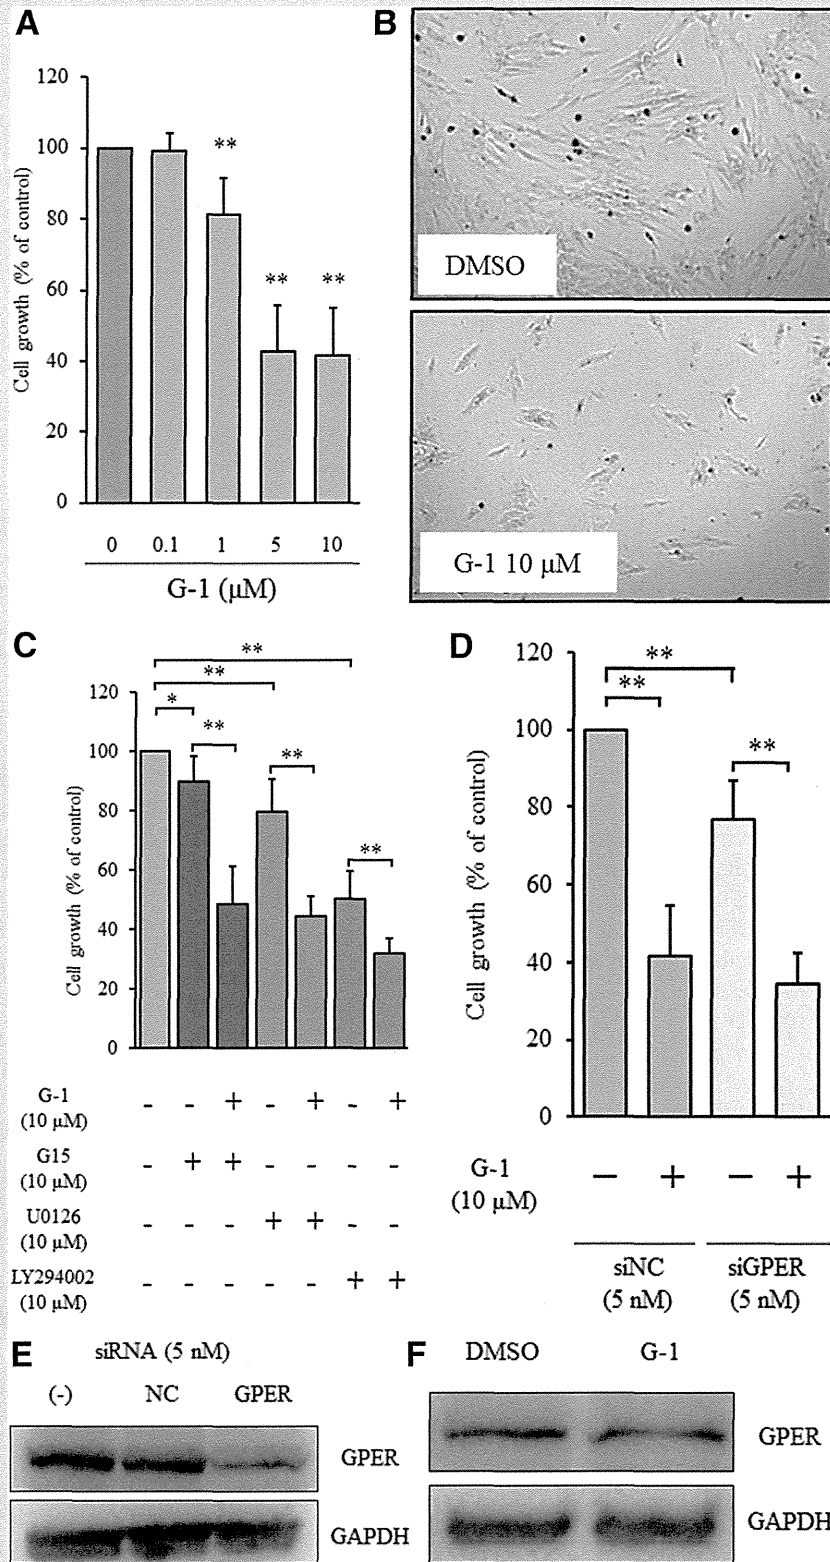 A
120
100
80
60
40
20
0
Cell growth (% of control)
**
**
**
0 0.1 1 5 10
G-1 (μM)
B
DMSO
G-1 10 μM
C
120
100
80
60
40
20
0
Cell growth (% of control)
**
**
*
**
**
**
G-1
(10 μM)
- - + - + - +
G15
(10 μM)
- + + - - - -
U0126
(10 μM)
- - - + + - -
LY294002
(10 μM)
- - - - - + +
D
120
100
80
60
40
20
0
Cell growth (% of control)
**
**
**
G-1
(10 μM)
− + − +
siNC
(5 nM)
siGPER
(5 nM)
E
siRNA (5 nM)
(-) NC GPER
GPER
GAPDH
F
DMSO G-1
GPER
GAPDH